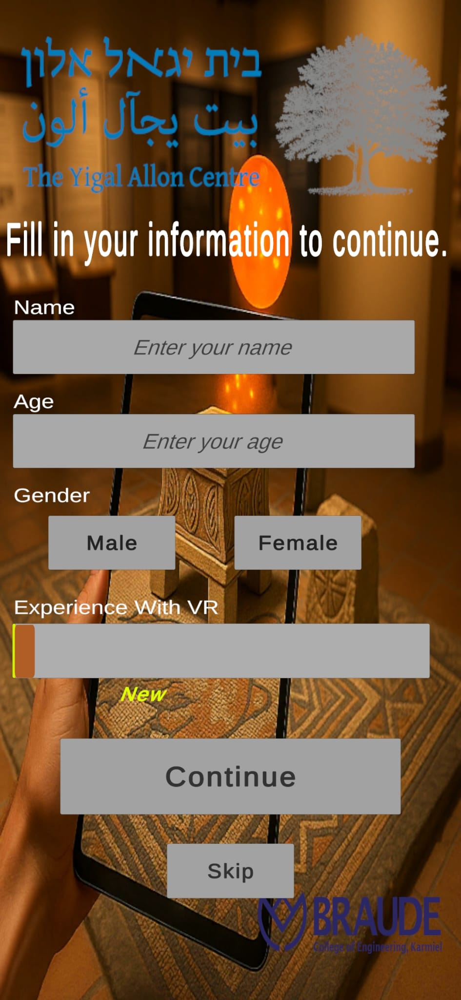 בית יגאל אלון
بيت يجآل ألون
The Yigal Allon Centre
Fill in your information to continue.
Name
Enter your name
Age
Enter your age
Gender
Male
Female
Experience With VR
New
Continue
Skip
BRAUDE
College of Engineering, Karmiel